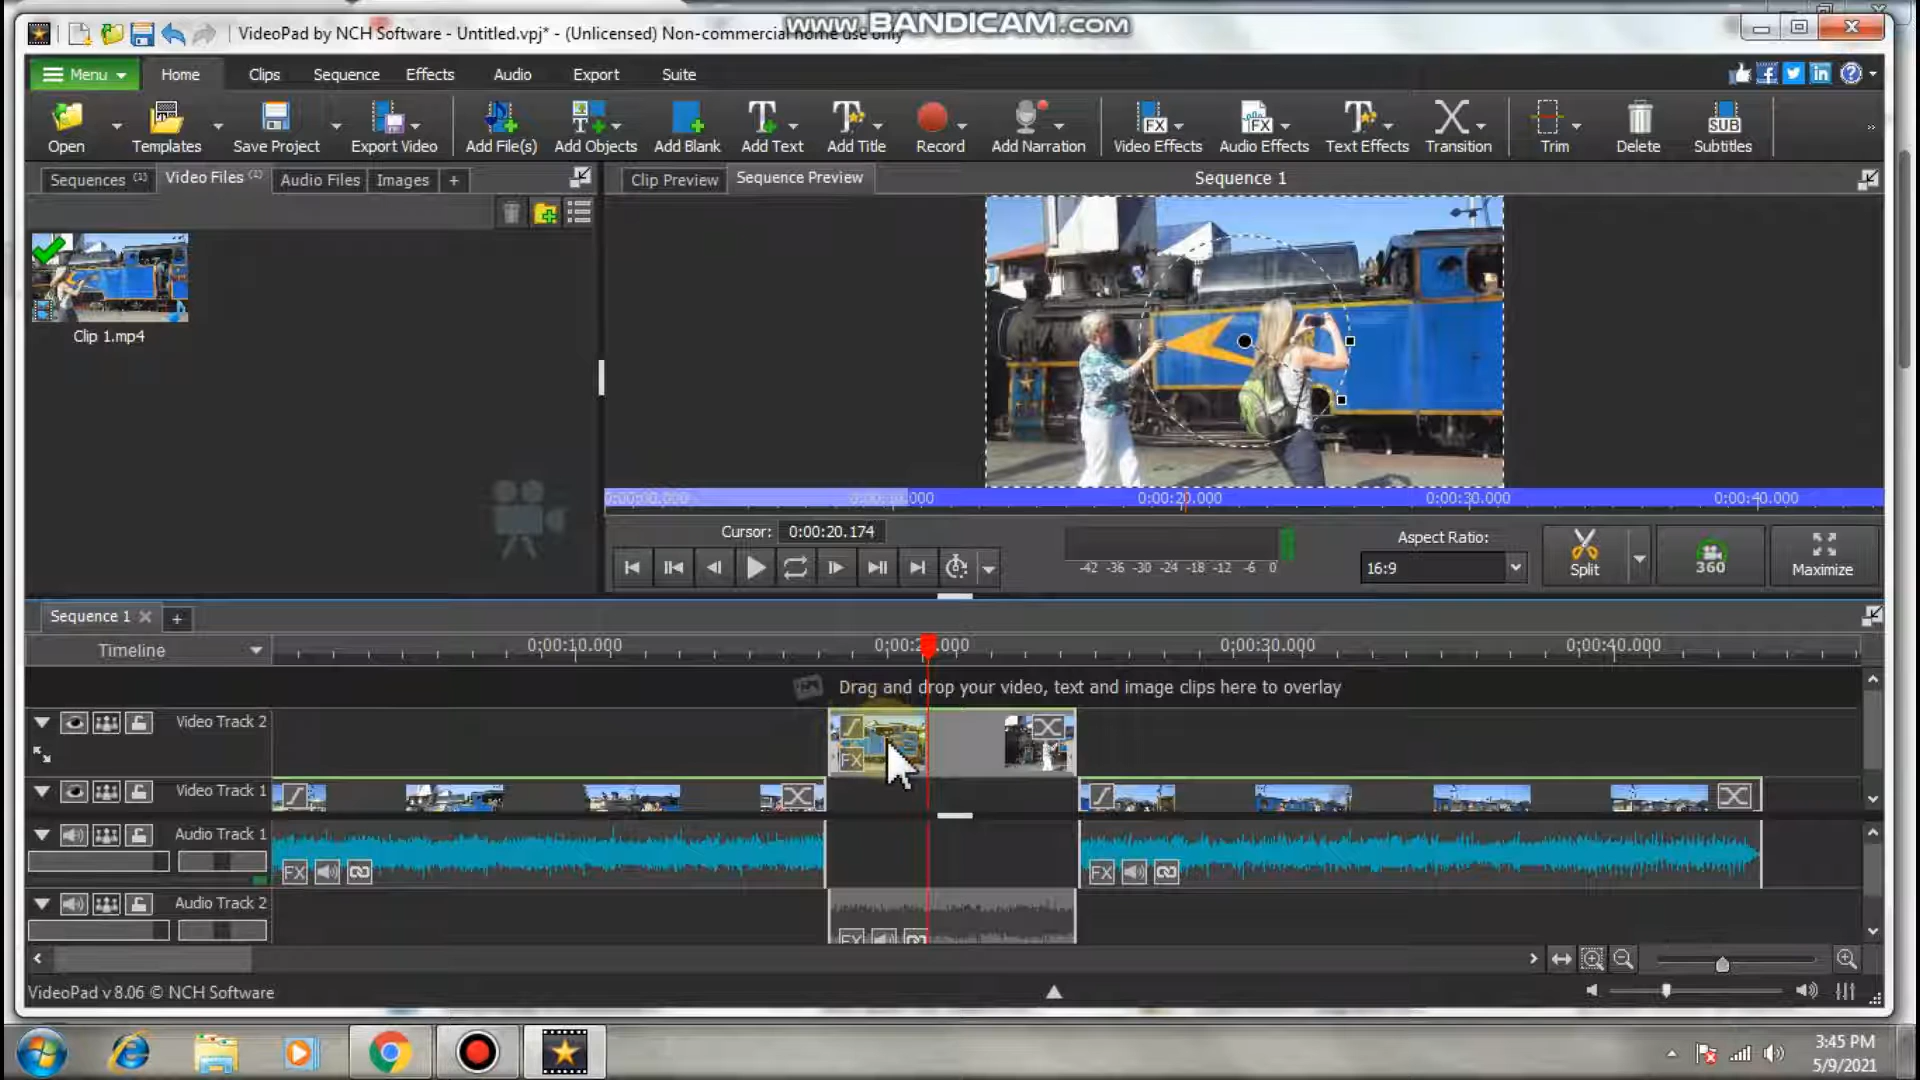 www.BANDICAM.com
VideoPad by NCH Software - Untitled.vpj* - (Unlicensed) Non-commercial home use only
Menu Home Clips Sequence Effects Audio Export Suite
Open Templates Save Project Export Video Add File(s) Add Objects Add Blank Add Text Add Title Record Add Narration Video Effects Audio Effects Text Effects Transition Trim Delete Subtitles
Sequences (1) Video Files (1) Audio Files Images + Clip Preview Sequence Preview Sequence 1
Clip 1.mp4
0:00:00.000 0:00:10.000 0:00:20.000 0:00:30.000 0:00:40.000
Cursor: 0:00:20.174
-42 -36 -30 -24 -18 -12 -6 0
Aspect Ratio:
16:9
Split
360
Maximize
Sequence 1
Timeline 0:00:10.000 0:00:30.000 0:00:40.000
Drag and drop your video, text and image clips here to overlay
Video Track 2
FX
Video Track 1
Audio Track 1
FX FX
Audio Track 2
FX
VideoPad v 8.06 © NCH Software
3:45 PM
5/9/2021